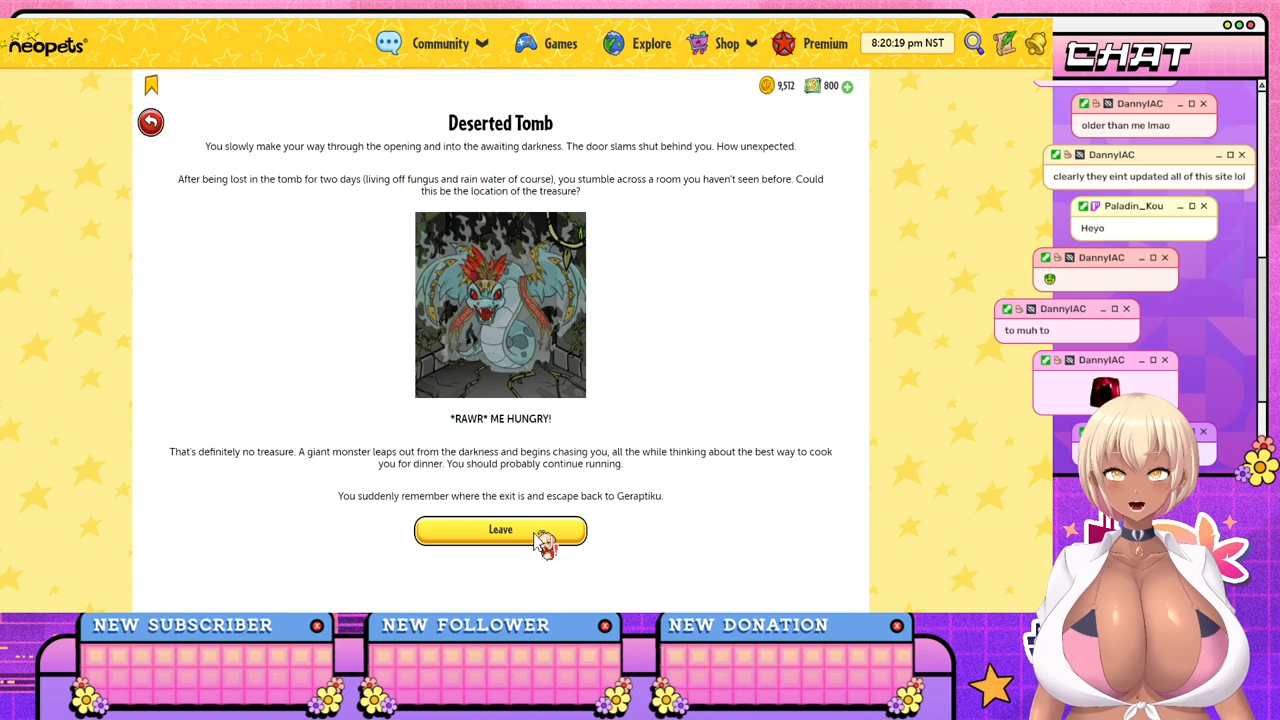 neopets
Community
Games
Explore
Shop
Premium
8:20:19 pm NST
9,512
800
Deserted Tomb
You slowly make your way through the opening and into the awaiting darkness. The door slams shut behind you. How unexpected.
After being lost in the tomb for two days (living off fungus and rain water of course), you stumble across a room you haven't seen before. Could
this be the location of the treasure?
*RAWR* ME HUNGRY!
That's definitely no treasure. A giant monster leaps out from the darkness and begins chasing you, all the while thinking about the best way to cook
you for dinner. You should probably continue running.
You suddenly remember where the exit is and escape back to Geraptiku.
Leave
CHAT
DannyIAC
older than me lmao
DannyIAC
clearly they eint updated all of this site lol
Paladin_Kou
Heyo
DannyIAC
DannyIAC
to muh to
DannyIAC
NEW SUBSCRIBER
NEW FOLLOWER
NEW DONATION